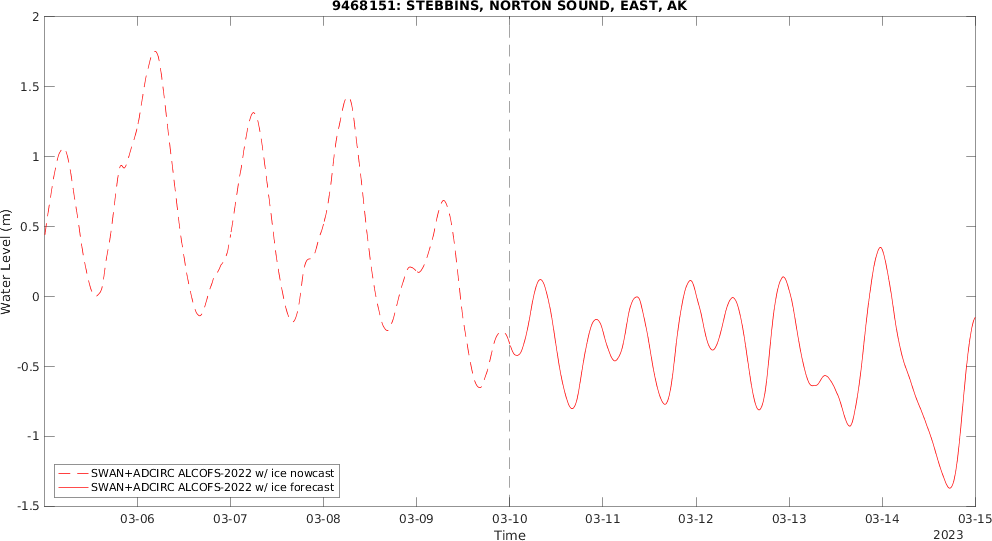 9468151: STEBBINS, NORTON SOUND, EAST, AK
2
1.5
1
0.5
0
-0.5
-1
-1.5
Water Level (m)
SWAN+ADCIRC ALCOFS-2022 w/ ice nowcast
SWAN+ADCIRC ALCOFS-2022 w/ ice forecast
03-06 03-07 03-08 03-09 03-10 03-11 03-12 03-13 03-14 03-15
Time
2023